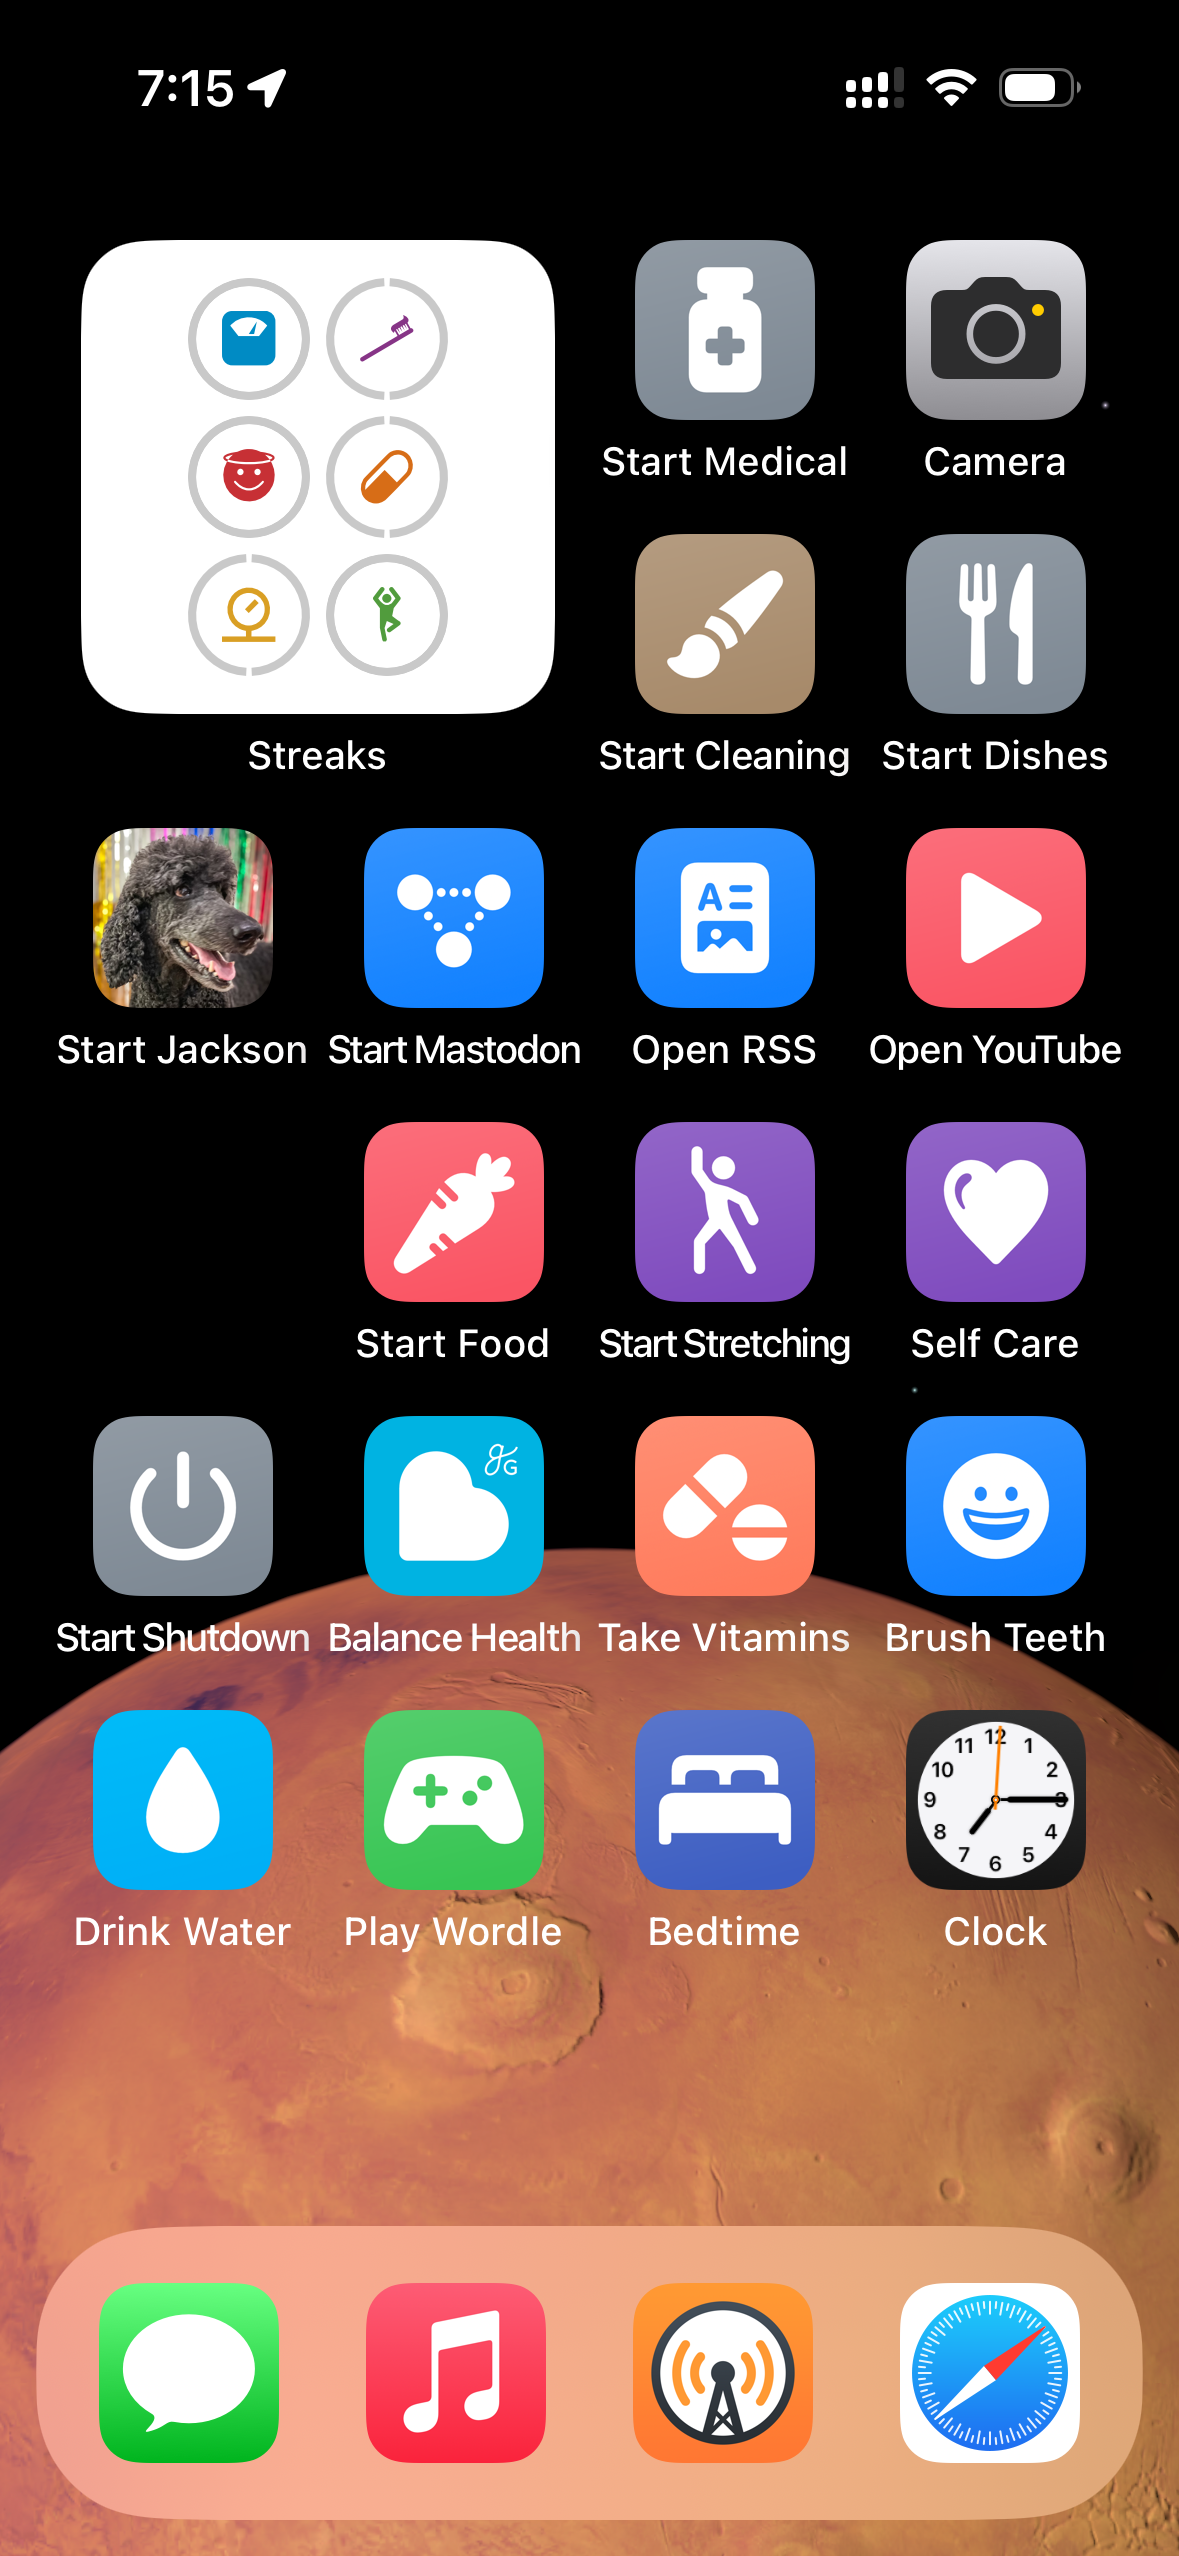 7:15
Start Medical
Camera
Streaks
Start Cleaning
Start Dishes
A
Start Jackson
Start Mastodon
Open RSS
Open YouTube
Start Food
Start Stretching
Self Care
gG
Start Shutdown
Balance Health
Take Vitamins
Brush Teeth
12
11 1
10 2
9 3
8 4
7 5
6
Drink Water
Play Wordle
Bedtime
Clock